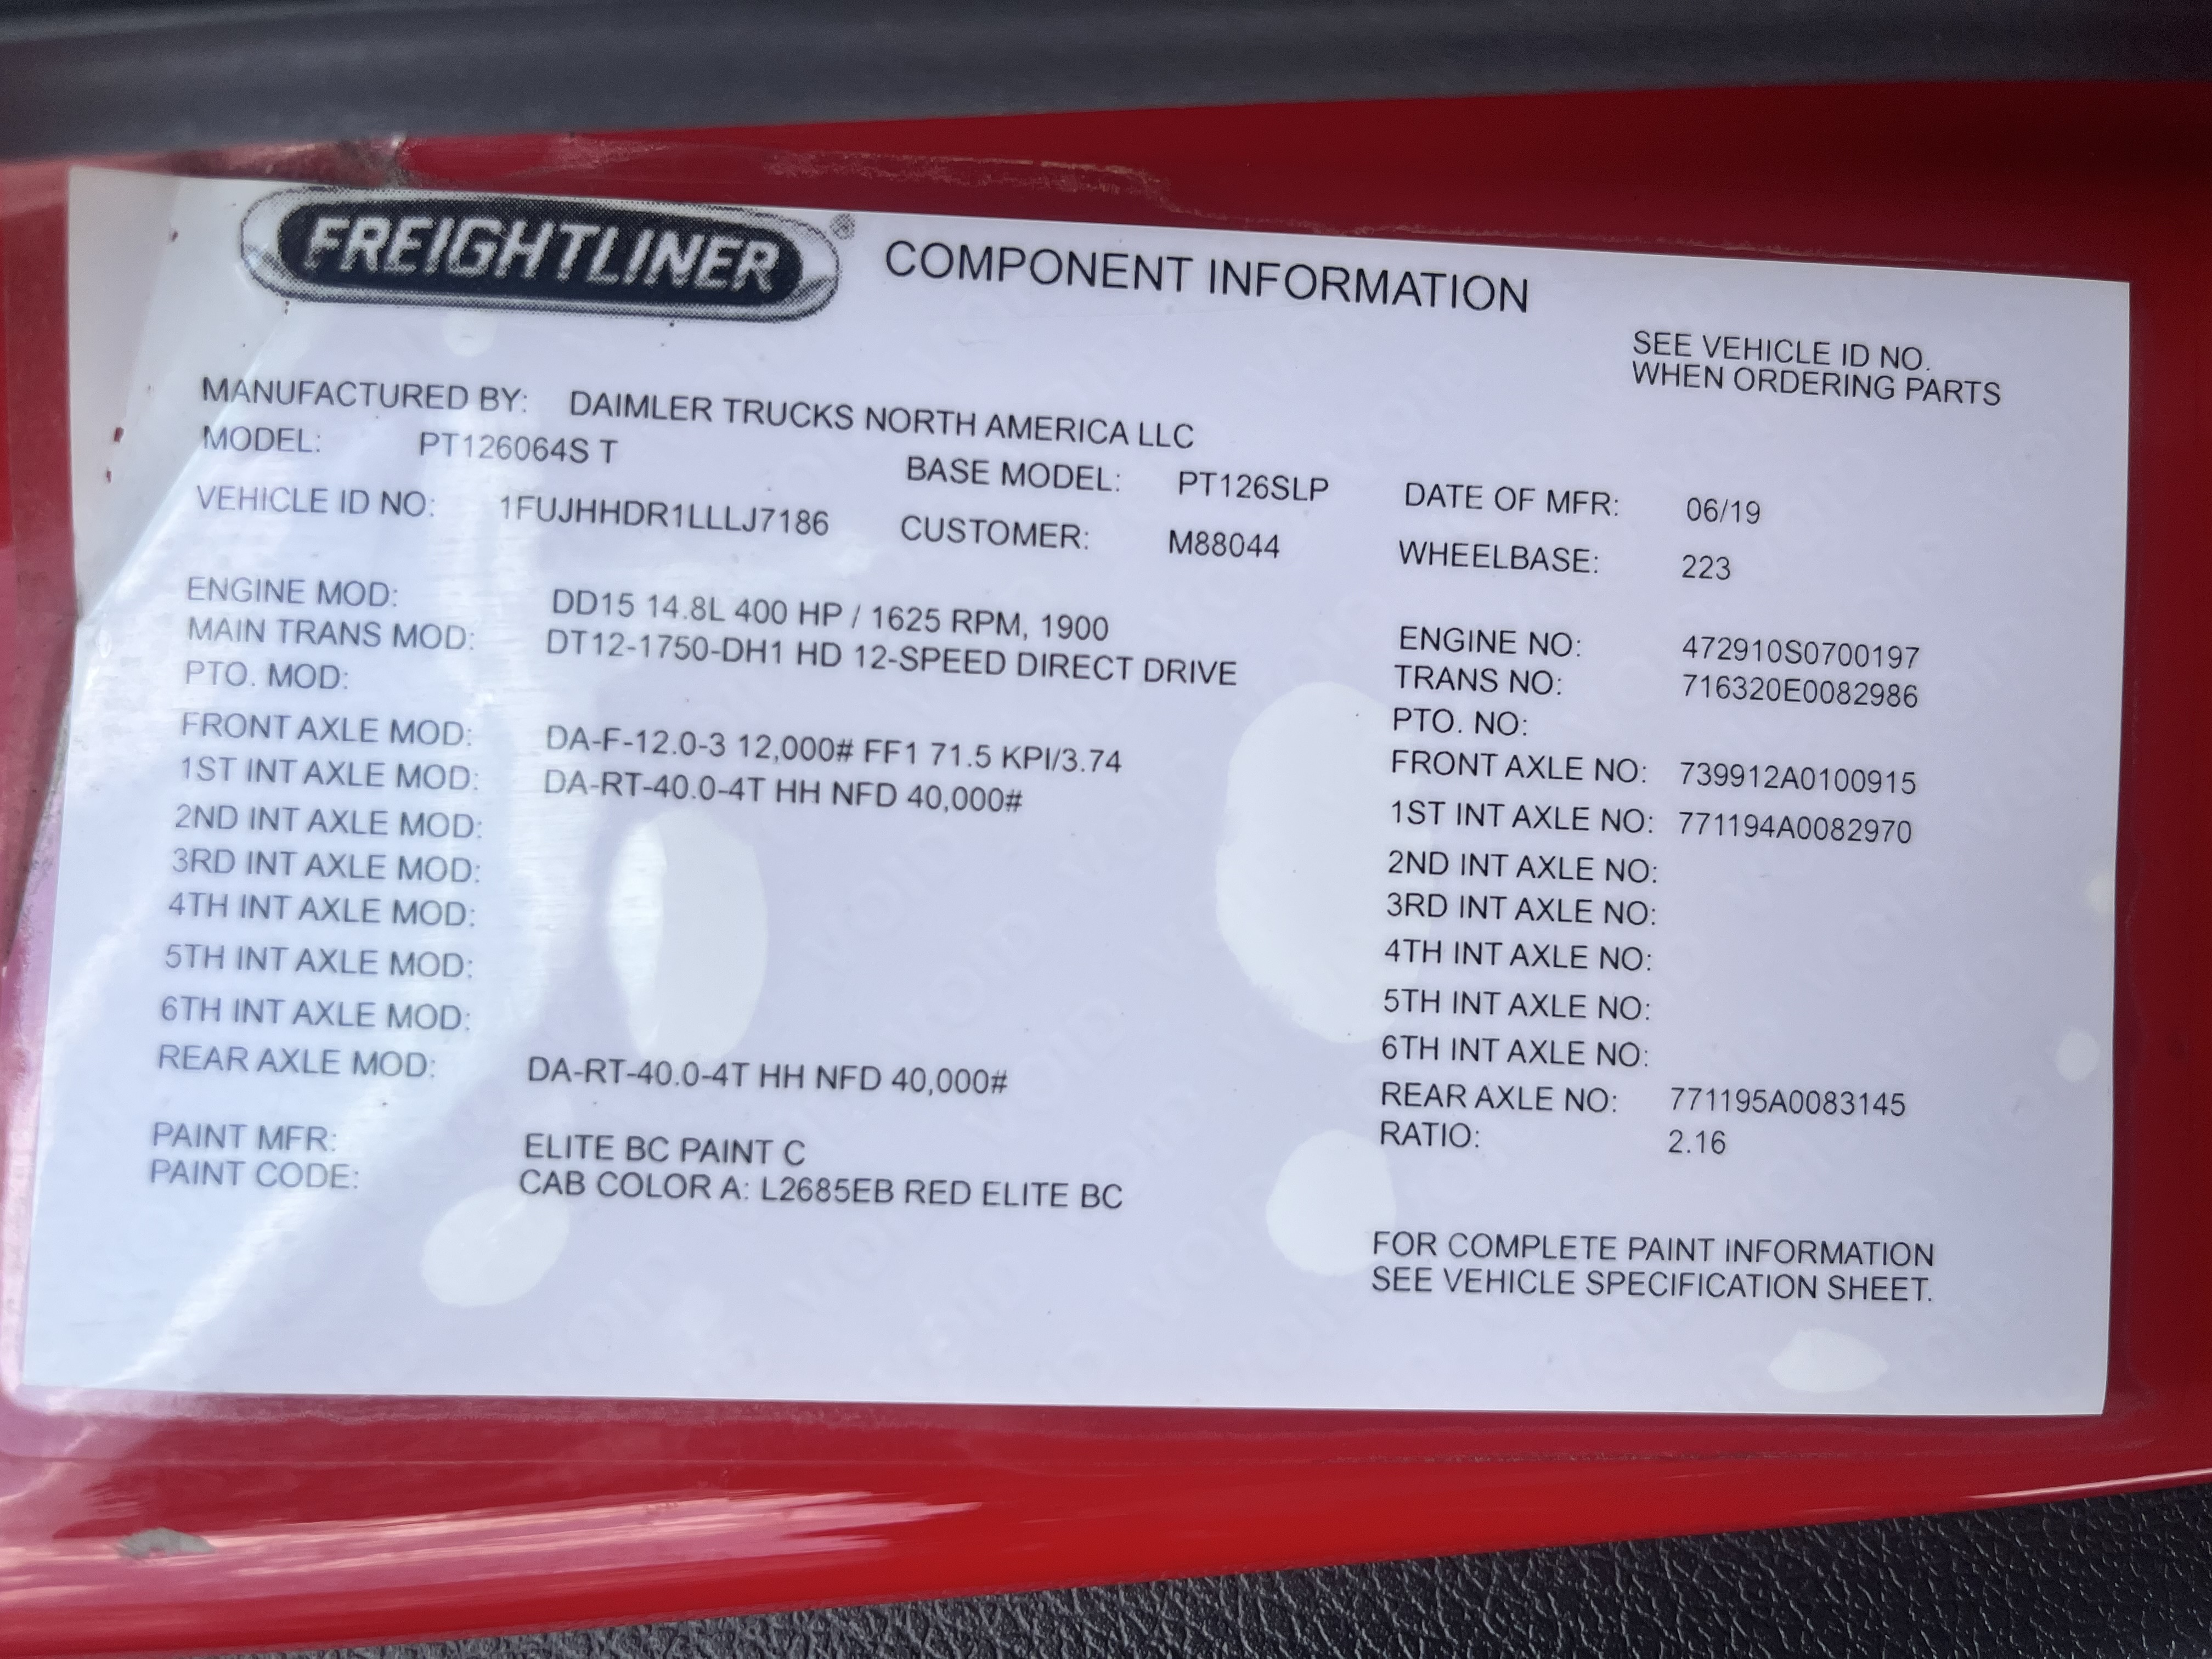 FREIGHTLINER® COMPONENT INFORMATION
SEE VEHICLE ID NO.
WHEN ORDERING PARTS
MANUFACTURED BY: DAIMLER TRUCKS NORTH AMERICA LLC
MODEL: PT126064S T BASE MODEL: PT126SLP DATE OF MFR: 06/19
VEHICLE ID NO: 1FUJHHDR1LLLJ7186 CUSTOMER: M88044 WHEELBASE: 223
ENGINE MOD: DD15 14.8L 400 HP / 1625 RPM, 1900 ENGINE NO: 472910S0700197
MAIN TRANS MOD: DT12-1750-DH1 HD 12-SPEED DIRECT DRIVE TRANS NO: 716320E0082986
PTO. MOD: PTO. NO:
FRONT AXLE MOD: DA-F-12.0-3 12,000# FF1 71.5 KPI/3.74 FRONT AXLE NO: 739912A0100915
1ST INT AXLE MOD: DA-RT-40.0-4T HH NFD 40,000# 1ST INT AXLE NO: 771194A0082970
2ND INT AXLE MOD: 2ND INT AXLE NO:
3RD INT AXLE MOD: 3RD INT AXLE NO:
4TH INT AXLE MOD: 4TH INT AXLE NO:
5TH INT AXLE MOD: 5TH INT AXLE NO:
6TH INT AXLE MOD: 6TH INT AXLE NO:
REAR AXLE MOD: DA-RT-40.0-4T HH NFD 40,000# REAR AXLE NO: 771195A0083145
RATIO: 2.16
PAINT MFR: ELITE BC PAINT C
PAINT CODE: CAB COLOR A: L2685EB RED ELITE BC
FOR COMPLETE PAINT INFORMATION
SEE VEHICLE SPECIFICATION SHEET.